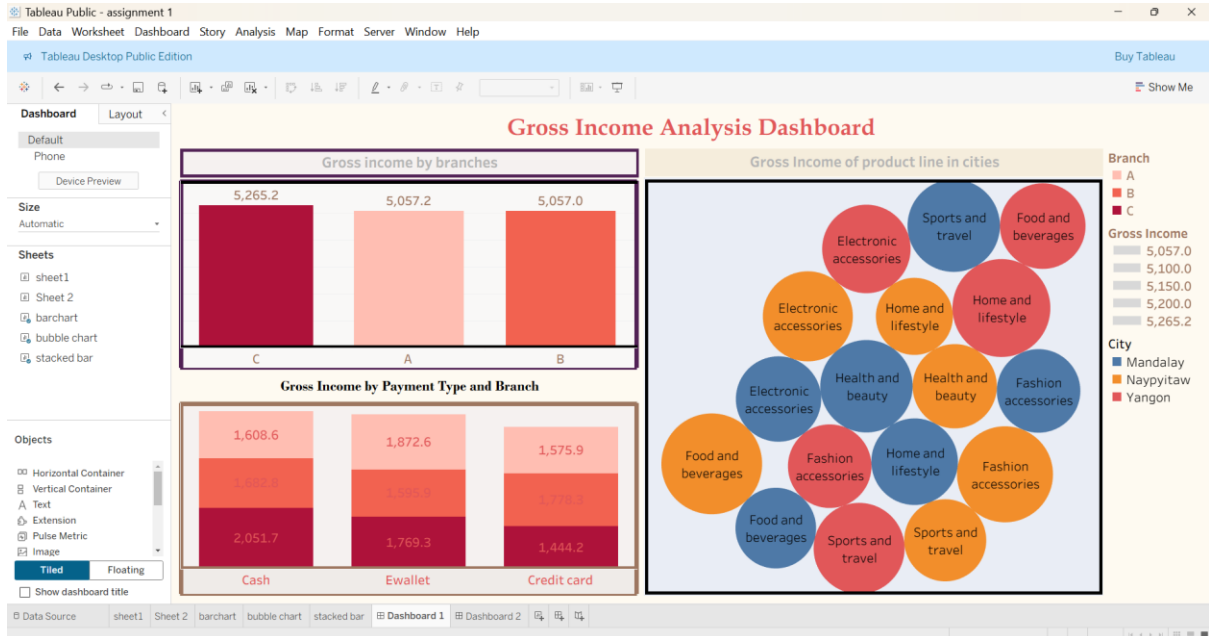 Tableau Public - assignment 1
File Data Worksheet Dashboard Story Analysis Map Format Server Window Help
Tableau Desktop Public Edition
Buy Tableau
Show Me
Dashboard Layout
Default
Phone
Device Preview
Size
Automatic
Sheets
sheet1
Sheet 2
barchart
bubble chart
stacked bar
Objects
Horizontal Container
Vertical Container
Text
Extension
Pulse Metric
Image
Tiled Floating
Show dashboard title
Gross Income Analysis Dashboard
Gross income by branches
5,265.2 5,057.2 5,057.0
C A B
Gross Income by Payment Type and Branch
1,608.6 1,872.6 1,575.9
1,595.9 1,778.3
2,051.7 1,769.3 1,444.2
Cash Ewallet Credit card
Gross Income of product line in cities
Sports and
travel
Food and
beverages
Electronic
accessories
Electronic
accessories
Home and
lifestyle
Home and
lifestyle
Electronic
accessories
Health and
beauty
Health and
beauty
Fashion
accessories
Food and
beverages
Fashion
accessories
Home and
lifestyle
Fashion
accessories
Food and
beverages
Sports and
travel
Sports and
travel
Branch
A
B
C
Gross Income
5,057.0
5,100.0
5,150.0
5,200.0
5,265.2
City
Mandalay
Naypyitaw
Yangon
Data Source sheet1 Sheet 2 barchart bubble chart stacked bar Dashboard 1 Dashboard 2